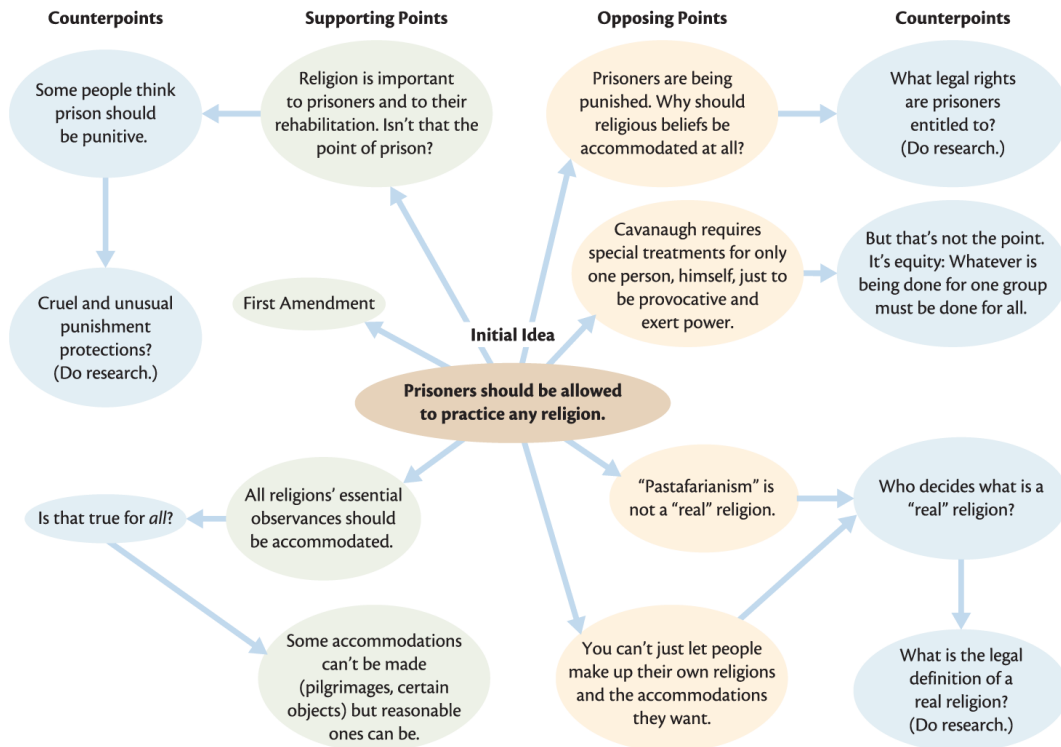 Counterpoints
Supporting Points
Opposing Points
Counterpoints
Some people think
prison should
be punitive.
Religion is important
to prisoners and to their
rehabilitation. Isn't that the
point of prison?
Prisoners are being
punished. Why should
religious beliefs be
accommodated at all?
What legal rights
are prisoners
entitled to?
(Do research.)
Cavanaugh requires
special treatments for only
one person, himself, just to
be provocative and
exert power.
But that's not the point.
It's equity: Whatever is
being done for one group
must be done for all.
Cruel and unusual
punishment
protections?
(Do research.)
First Amendment
Initial Idea
Prisoners should be allowed
to practice any religion.
Is that true for all?
All religions' essential
observances should
be accommodated.
"Pastafarianism" is
not a "real" religion.
Who decides what is a
"real" religion?
Some accommodations
can't be made
(pilgrimages, certain
objects) but reasonable
ones can be.
You can't just let people
make up their own religions
and the accommodations
they want.
What is the legal
definition of a
real religion?
(Do research.)